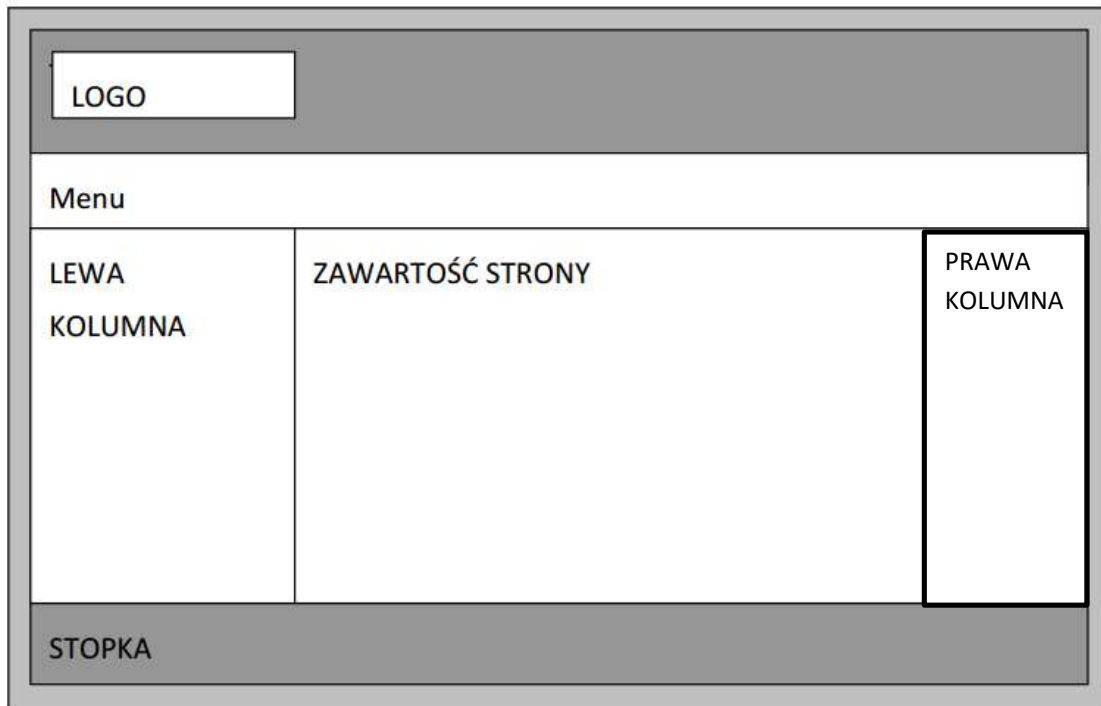 LOGO
Menu
LEWA
KOLUMNA
ZAWARTOŚĆ STRONY
PRAWA
KOLUMNA
STOPKA